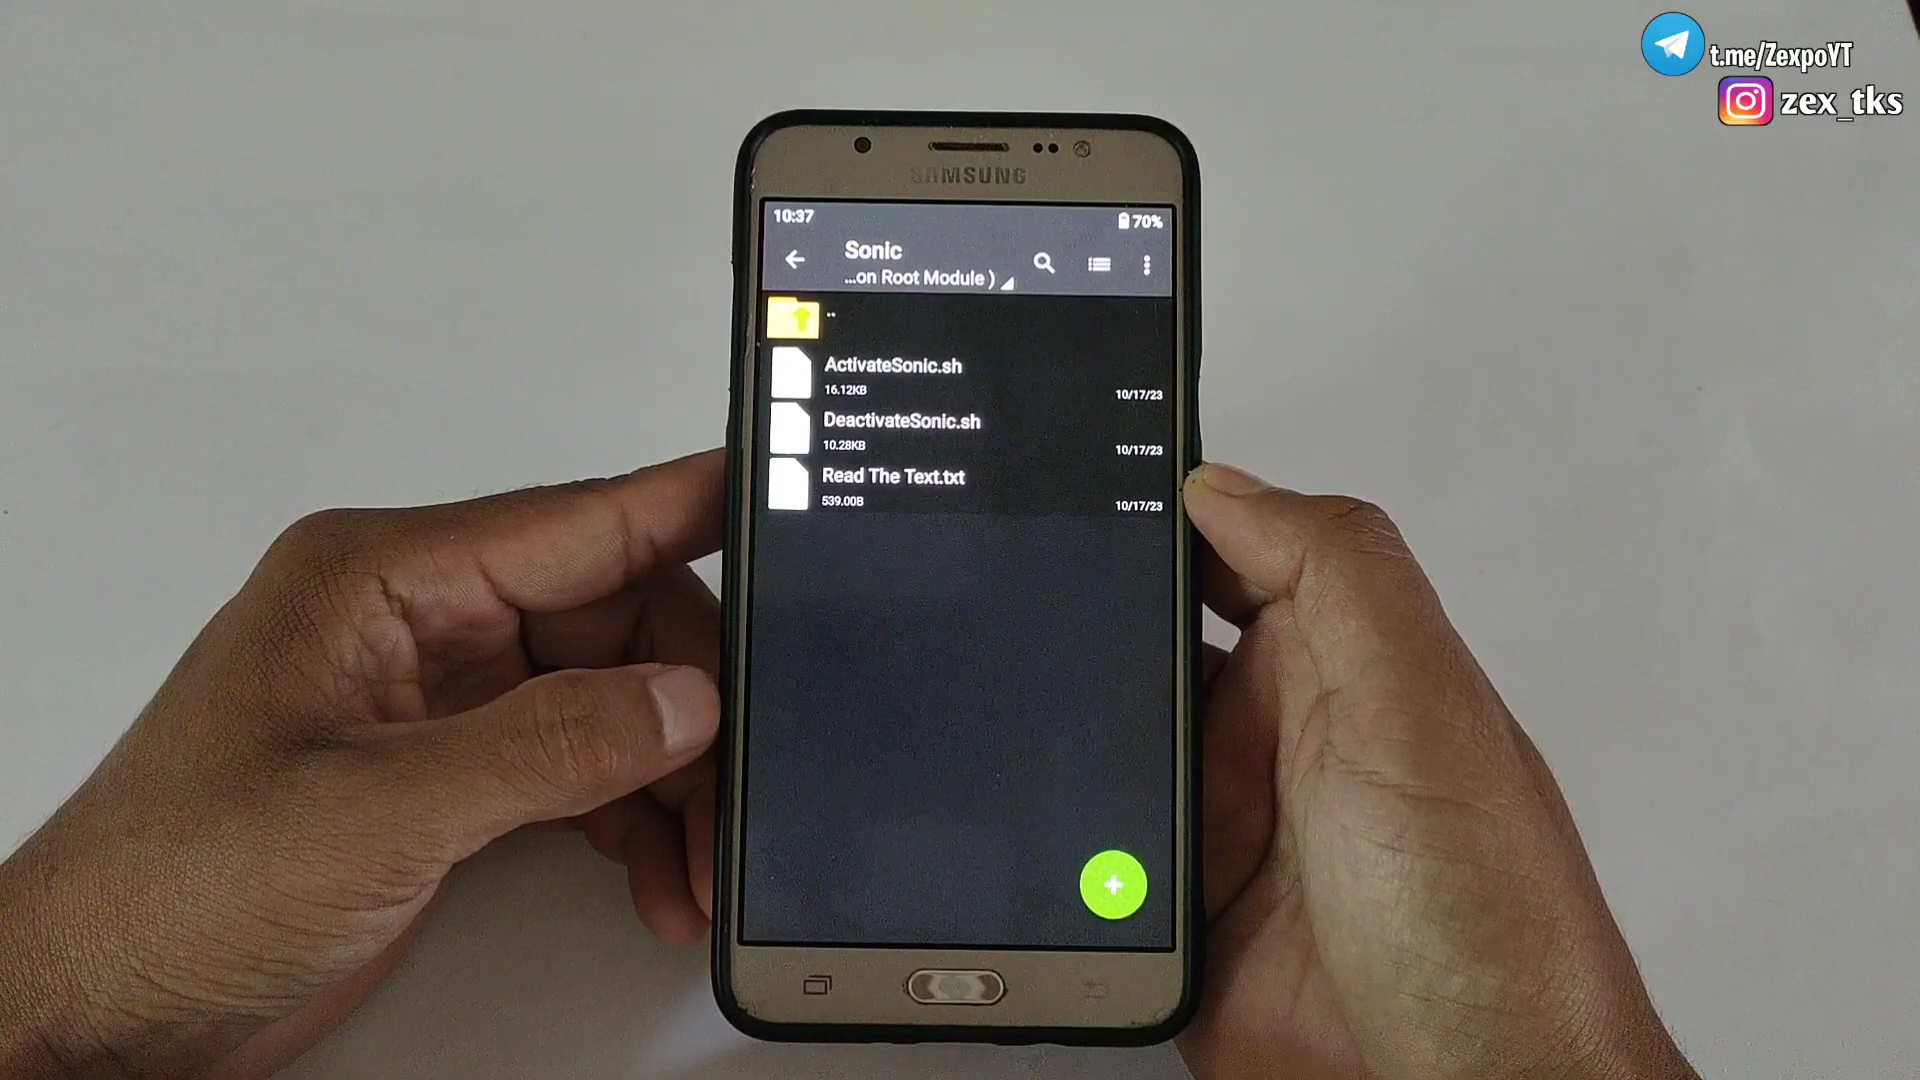 t.me/ZexpoYT
zex_tks
SAMSUNG
10:37
70%
Sonic
...on Root Module )
..
ActivateSonic.sh
16.12KB
10/17/23
DeactivateSonic.sh
10.28KB
10/17/23
Read The Text.txt
539.00B
10/17/23